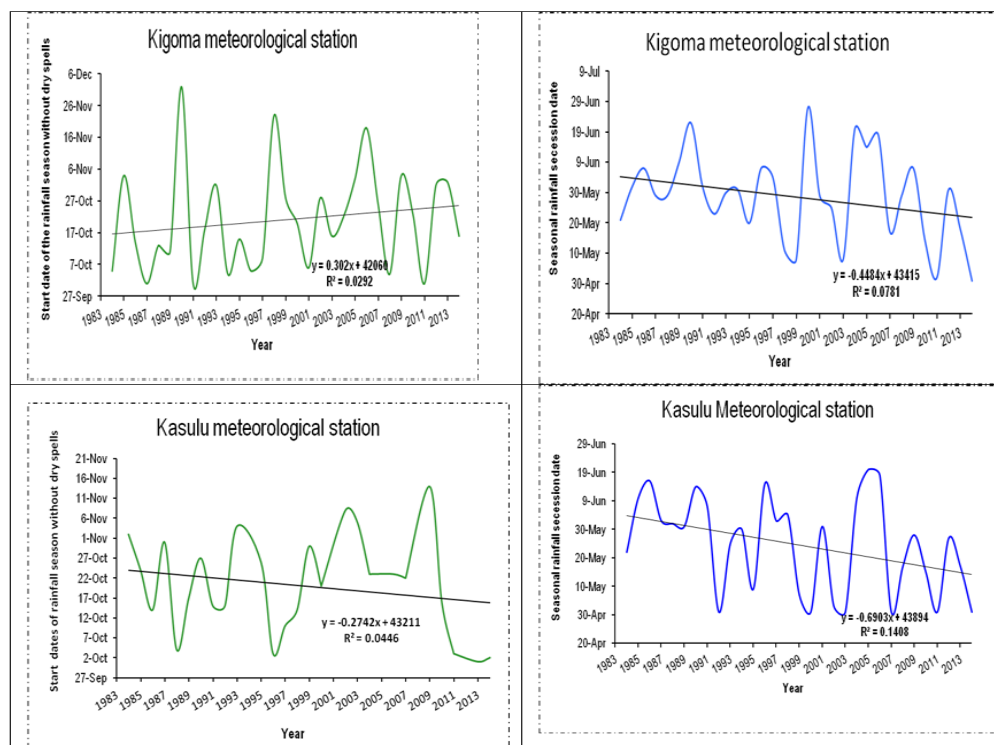 Kigoma meteorological station
Start date of the rainfall season without dry spells
6-Dec
26-Nov
16-Nov
6-Nov
27-Oct
17-Oct
7-Oct
27-Sep
y = 0.302x + 42060
R² = 0.0292
1983 1985 1987 1989 1991 1993 1995 1997 1999 2001 2003 2005 2007 2009 2011 2013
Year
Kigoma meteorological station
Seasonal rainfall secession date
9-Jul
29-Jun
19-Jun
9-Jun
30-May
20-May
10-May
30-Apr
20-Apr
y = -0.4484x + 43415
R² = 0.0781
1983 1985 1987 1989 1991 1993 1995 1997 1999 2001 2003 2005 2007 2009 2011 2013
Year
Kasulu meteorological station
Start dates of rainfall season without dry spells
21-Nov
16-Nov
11-Nov
6-Nov
1-Nov
27-Oct
22-Oct
17-Oct
12-Oct
7-Oct
2-Oct
27-Sep
y = -0.2742x + 43211
R² = 0.0446
1983 1985 1987 1989 1991 1993 1995 1997 1999 2001 2003 2005 2007 2009 2011 2013
Year
Kasulu Meteorological station
Seasonal rainfall secession date
29-Jun
19-Jun
9-Jun
30-May
20-May
10-May
30-Apr
20-Apr
y = -0.6903x + 43894
R² = 0.1408
1983 1985 1987 1989 1991 1993 1995 1997 1999 2001 2003 2005 2007 2009 2011 2013
Year